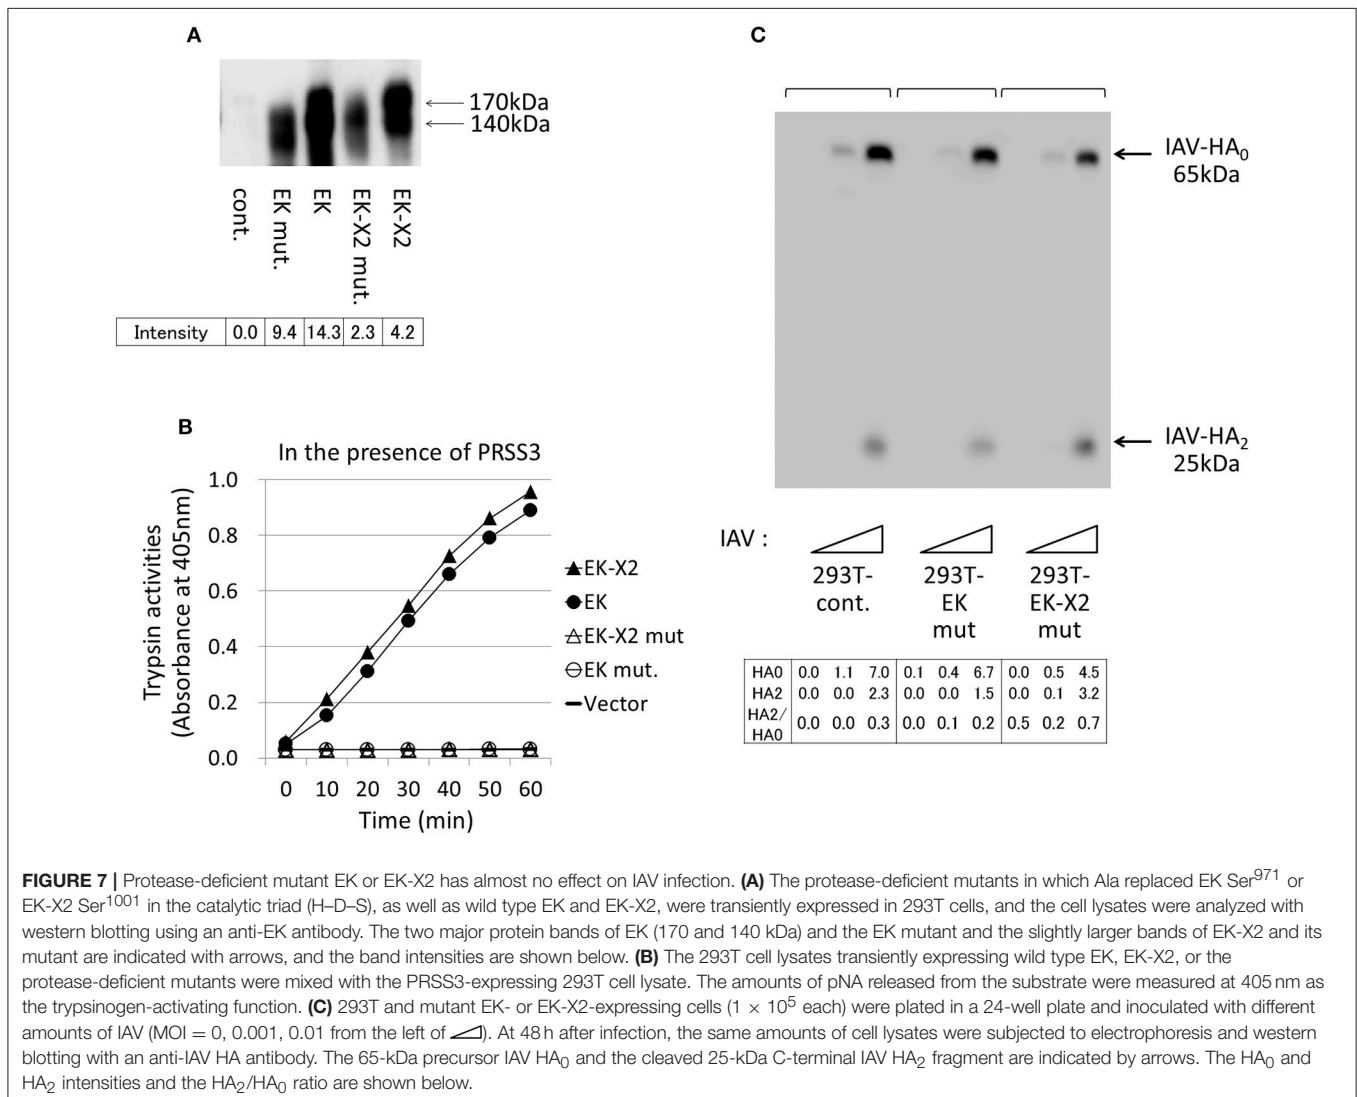 A
170kDa
140kDa
cont.
EK mut.
EK
EK-X2 mut.
EK-X2
Intensity 0.0 9.4 14.3 2.3 4.2
B
In the presence of PRSS3
Trypsin activities
(Absorbance at 405nm)
1.0
0.8
0.6
0.4
0.2
0.0
0 10 20 30 40 50 60
Time (min)
EK-X2
EK
EK-X2 mut
EK mut.
Vector
C
IAV-HA0
65kDa
IAV-HA2
25kDa
IAV :
293T-
cont.
293T-
EK
mut
293T-
EK-X2
mut
HA0 0.0 1.1 7.0 0.1 0.4 6.7 0.0 0.5 4.5
HA2 0.0 0.0 2.3 0.0 0.0 1.5 0.0 0.1 3.2
HA2/
HA0 0.0 0.0 0.3 0.0 0.1 0.2 0.5 0.2 0.7
FIGURE 7 | Protease-deficient mutant EK or EK-X2 has almost no effect on IAV infection. (A) The protease-deficient mutants in which Ala replaced EK Ser971 or
EK-X2 Ser1001 in the catalytic triad (H–D–S), as well as wild type EK and EK-X2, were transiently expressed in 293T cells, and the cell lysates were analyzed with
western blotting using an anti-EK antibody. The two major protein bands of EK (170 and 140 kDa) and the EK mutant and the slightly larger bands of EK-X2 and its
mutant are indicated with arrows, and the band intensities are shown below. (B) The 293T cell lysates transiently expressing wild type EK, EK-X2, or the
protease-deficient mutants were mixed with the PRSS3-expressing 293T cell lysate. The amounts of pNA released from the substrate were measured at 405 nm as
the trypsinogen-activating function. (C) 293T and mutant EK- or EK-X2-expressing cells (1 × 105 each) were plated in a 24-well plate and inoculated with different
amounts of IAV (MOI = 0, 0.001, 0.01 from the left of ). At 48 h after infection, the same amounts of cell lysates were subjected to electrophoresis and western
blotting with an anti-IAV HA antibody. The 65-kDa precursor IAV HA0 and the cleaved 25-kDa C-terminal IAV HA2 fragment are indicated by arrows. The HA0 and
HA2 intensities and the HA2/HA0 ratio are shown below.